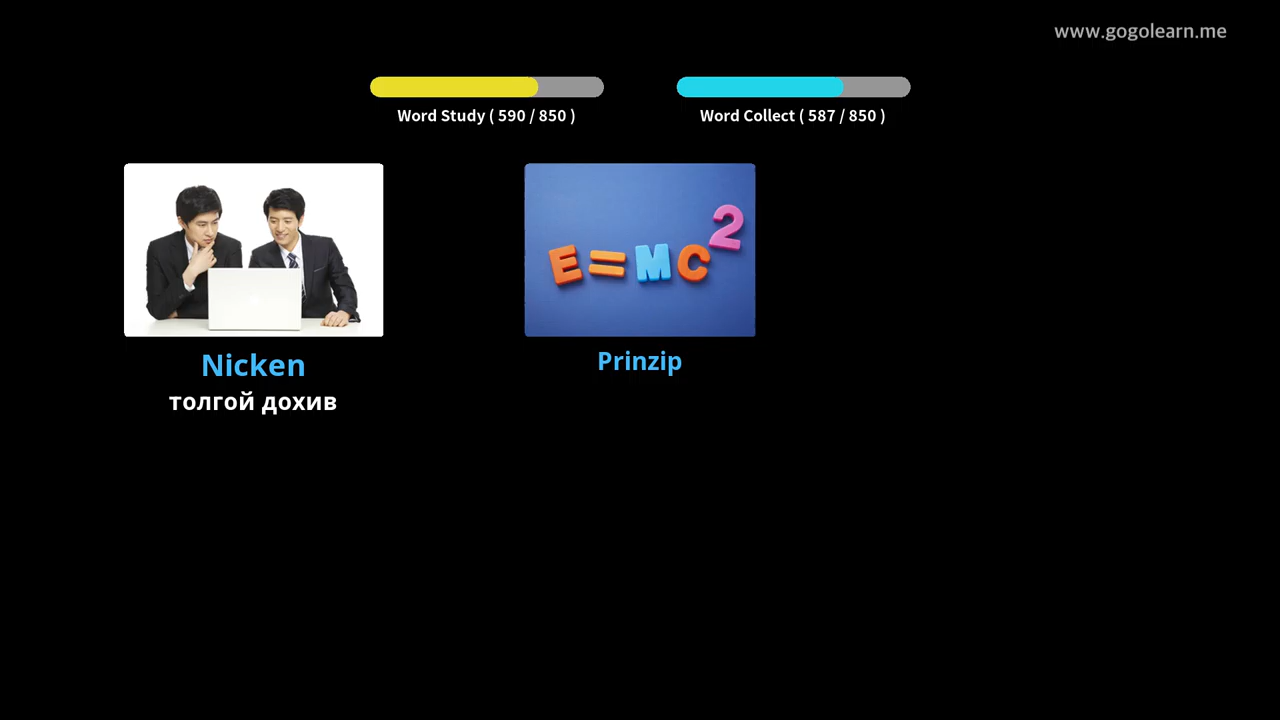 www.gogolearn.me
Word Study ( 590 / 850 )
Word Collect ( 587 / 850 )
E=MC2
Nicken
толгой дохив
Prinzip